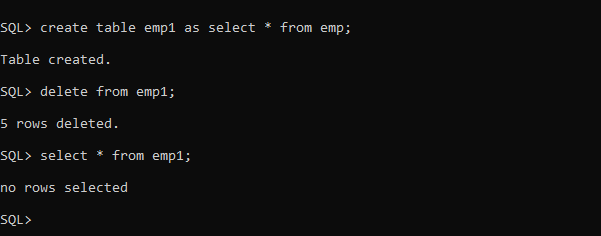 SQL> create table emp1 as select * from emp;
Table created.
SQL> delete from emp1;
5 rows deleted.
SQL> select * from emp1;
no rows selected
SQL>